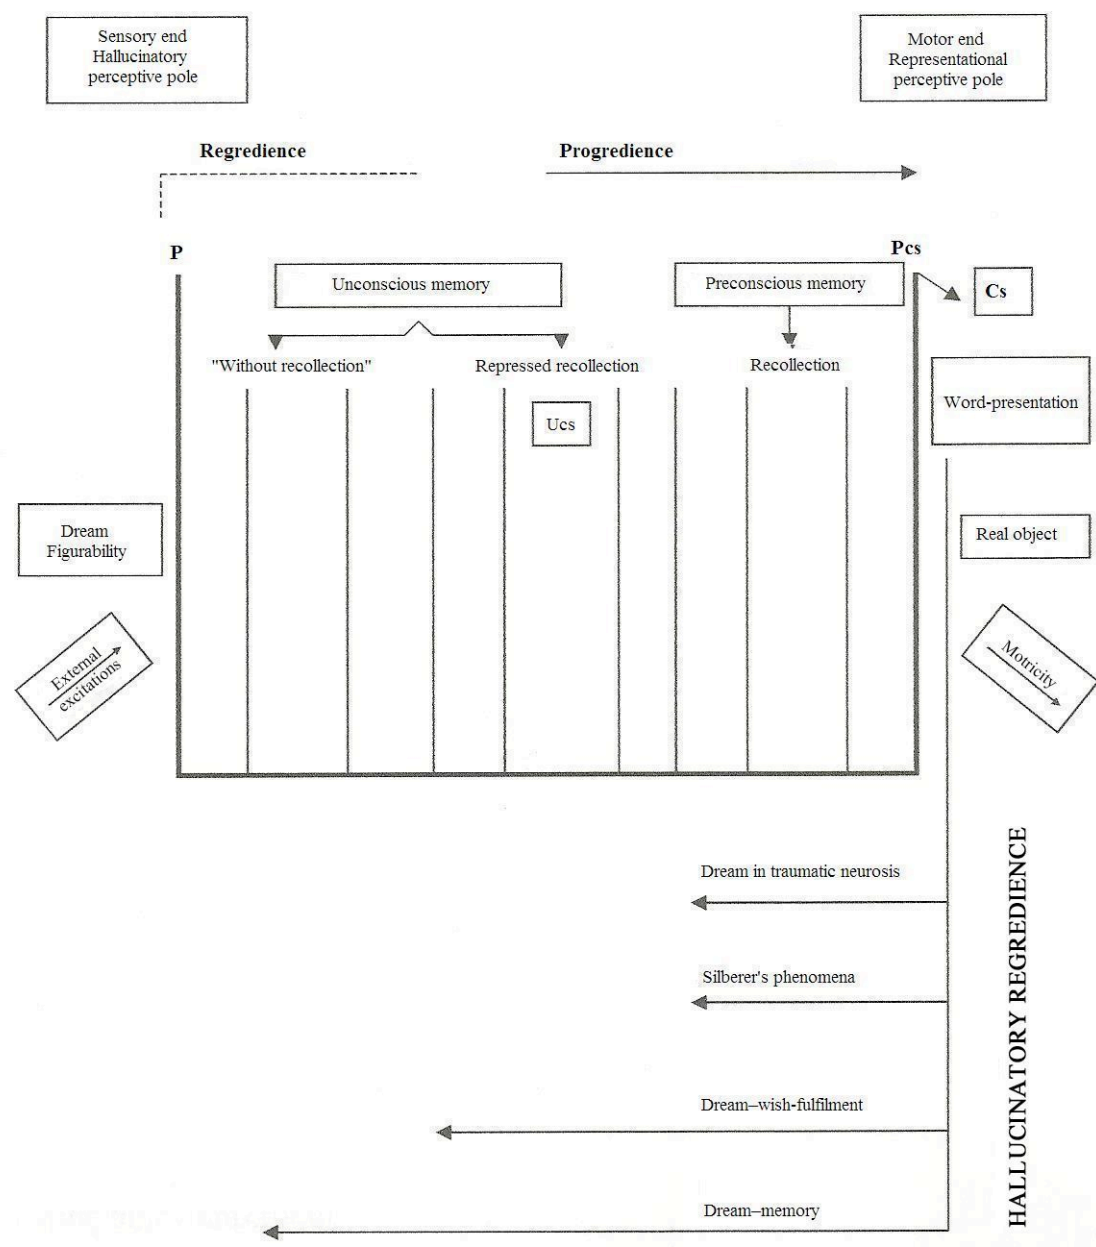 Sensory end
Hallucinatory
perceptive pole
Motor end
Representational
perceptive pole
Regredience
Progredience
P
Pcs
Unconscious memory
Preconscious memory
Cs
"Without recollection"
Repressed recollection
Recollection
Word-presentation
Ucs
Dream
Figurability
Real object
External
excitations
Motricity
HALLUCINATORY REGREDIENCE
Dream in traumatic neurosis
Silberer's phenomena
Dream–wish-fulfilment
Dream–memory